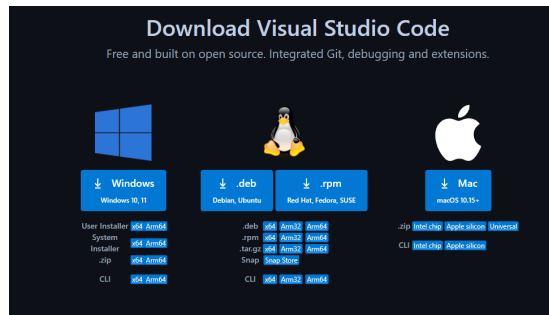 Download Visual Studio Code
Free and built on open source. Integrated Git, debugging and extensions.
Windows
Windows 10, 11
User Installer x64 Arm64
System
Installer x64 Arm64
.zip x64 Arm64
CLI x64 Arm64
.deb
Debian, Ubuntu
.rpm
Red Hat, Fedora, SUSE
.deb x64 Arm32 Arm64
.rpm x64 Arm32 Arm64
.tar.gz x64 Arm32 Arm64
Snap Snap Store
CLI x64 Arm32 Arm64
Mac
macOS 10.15+
.zip Intel chip Apple silicon Universal
CLI Intel chip Apple silicon